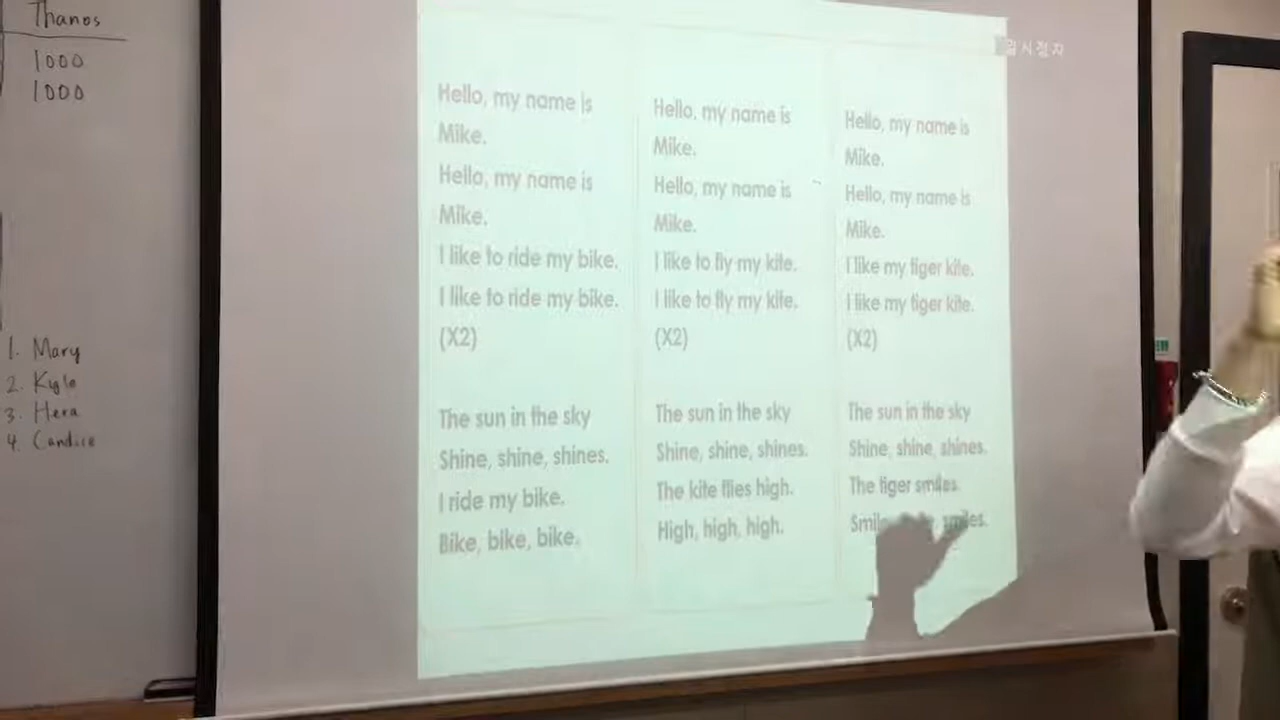 Thanos
1000
1000
1. Mary
2. Kyle
3. Hera
4. Candice
일시정지
Hello, my name is
Mike.
Hello, my name is
Mike.
I like to ride my bike.
I like to ride my bike.
(X2)
The sun in the sky
Shine, shine, shines.
I ride my bike.
Bike, bike, bike.
Hello, my name is
Mike.
Hello, my name is
Mike.
I like to fly my kite.
I like to fly my kite.
(X2)
The sun in the sky
Shine, shine, shines.
The kite flies high.
High, high, high.
Hello, my name is
Mike.
Hello, my name is
Mike.
I like my tiger kite.
I like my tiger kite.
(X2)
The sun in the sky
Shine, shine, shines.
The tiger smiles.
smiles.